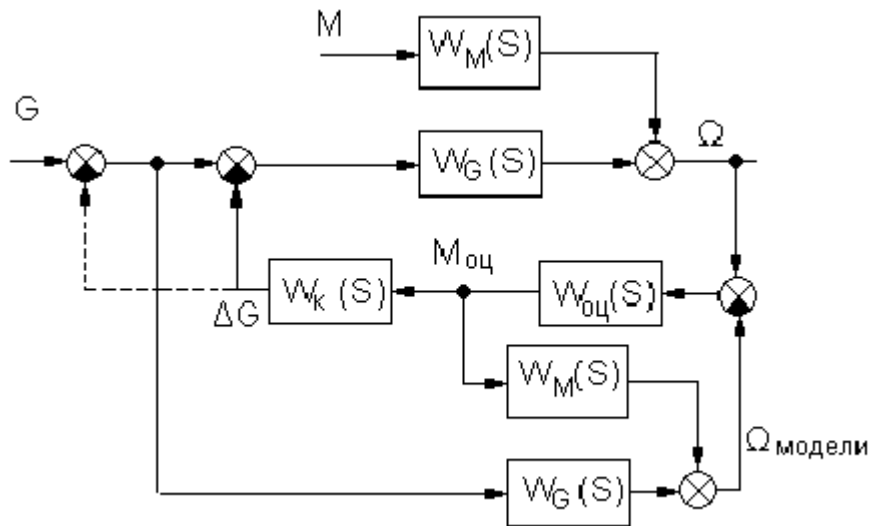 M
W_M(S)
G
W_G(S)
Ω
M_оц
W_k(S)
W_оц(S)
ΔG
W_M(S)
Ω_модели
W_G(S)